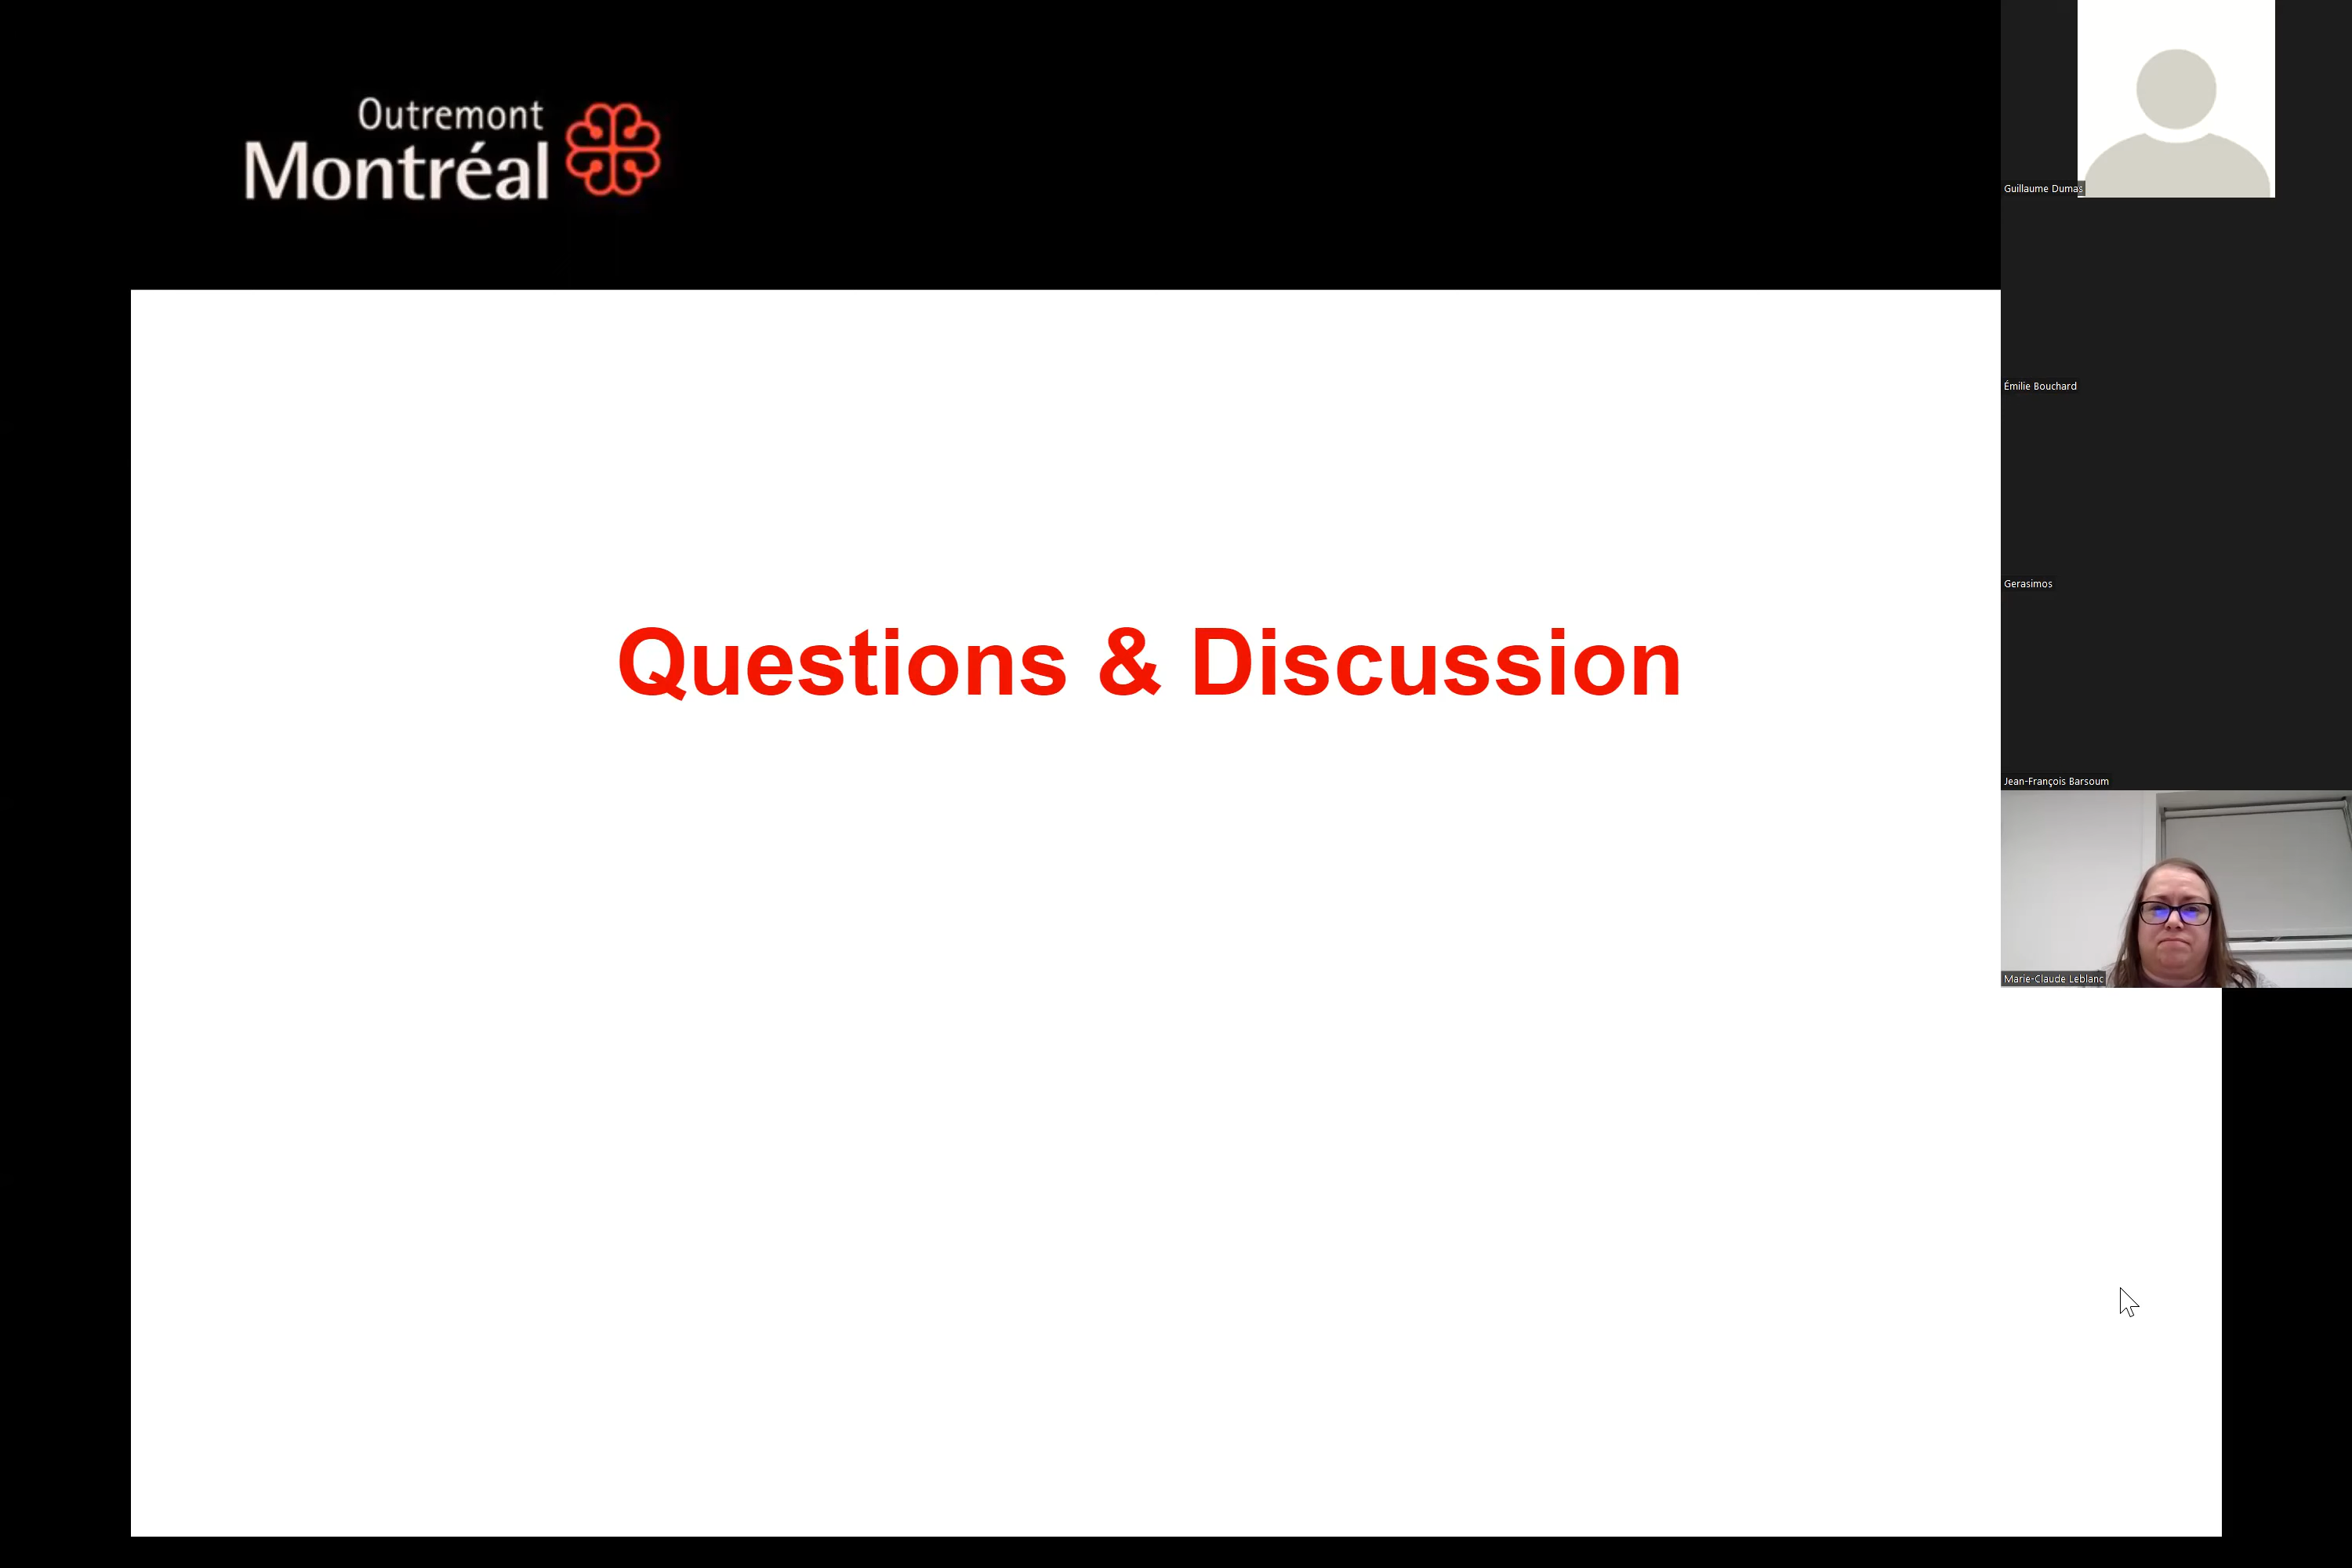 Outremont
Montréal
Questions & Discussion
Guillaume Dumas
Émilie Bouchard
Gerasimos
Jean-François Barsoum
Marie-Claude Leblanc